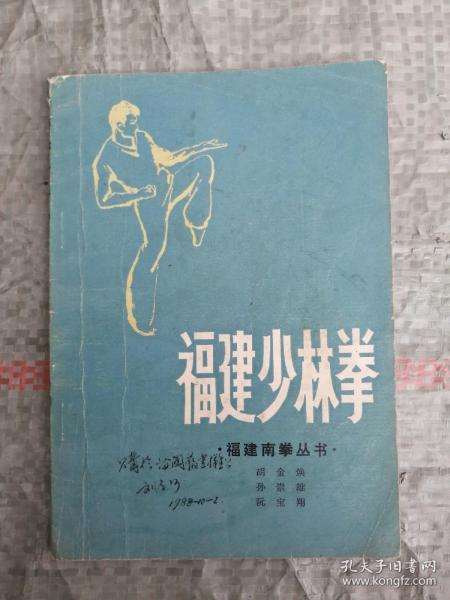 福建少林拳
·福建南拳丛书·
胡金焕
孙崇雄
阮宝翔
1988-10-2.
孔夫子旧书网
www.kongfz.com